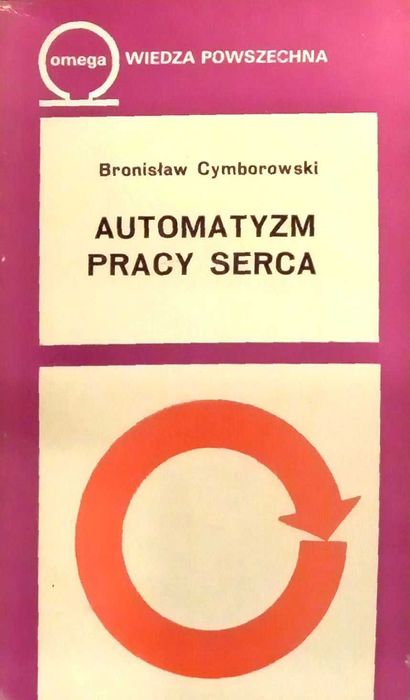 omega WIEDZA POWSZECHNA
Bronisław Cymborowski
AUTOMATYZM
PRACY SERCA